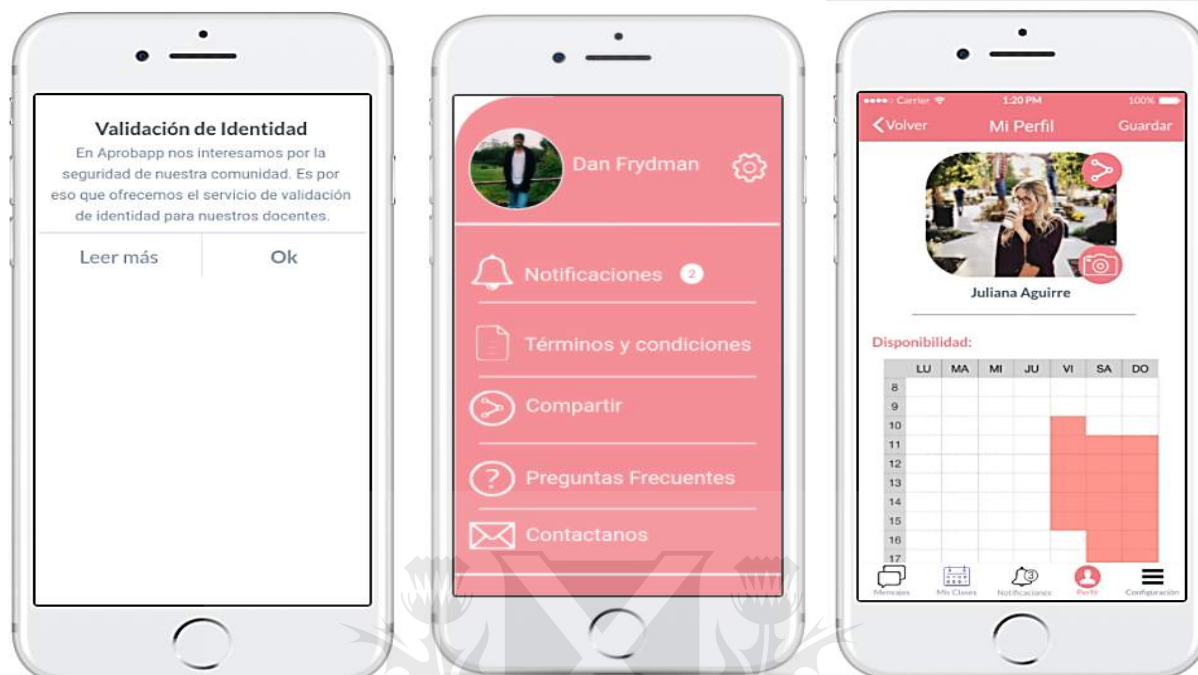 Validación de Identidad
En Aprobapp nos interesamos por la
seguridad de nuestra comunidad. Es por
eso que ofrecemos el servicio de validación
de identidad para nuestros docentes.
Leer más Ok
Dan Frydman
Notificaciones 2
Términos y condiciones
Compartir
Preguntas Frecuentes
Contactanos
Carrier 1:20 PM 100%
Volver Mi Perfil Guardar
Juliana Aguirre
Disponibilidad:
LU MA MI JU VI SA DO
8
9
10
11
12
13
14
15
16
17
3
Mensajes Mis Clases Notificaciones Perfil Configuración